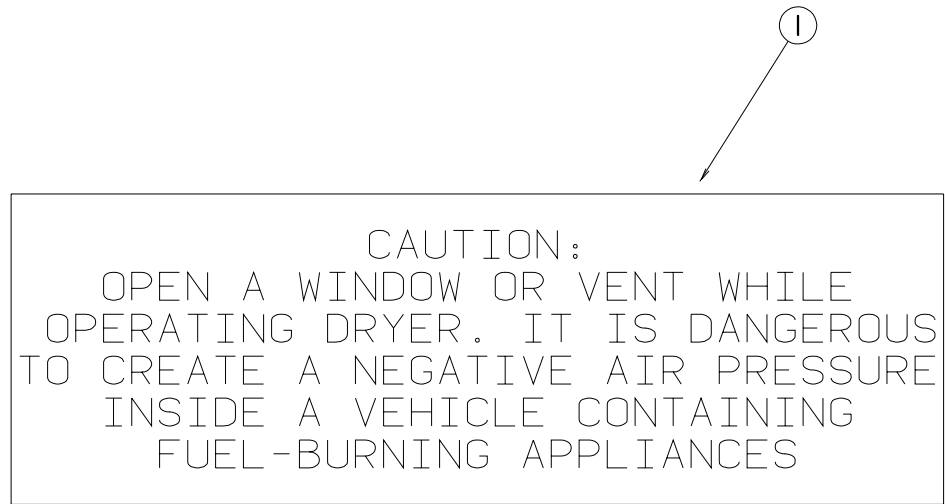 1
CAUTION:
OPEN A WINDOW OR VENT WHILE
OPERATING DRYER. IT IS DANGEROUS
TO CREATE A NEGATIVE AIR PRESSURE
INSIDE A VEHICLE CONTAINING
FUEL-BURNING APPLIANCES